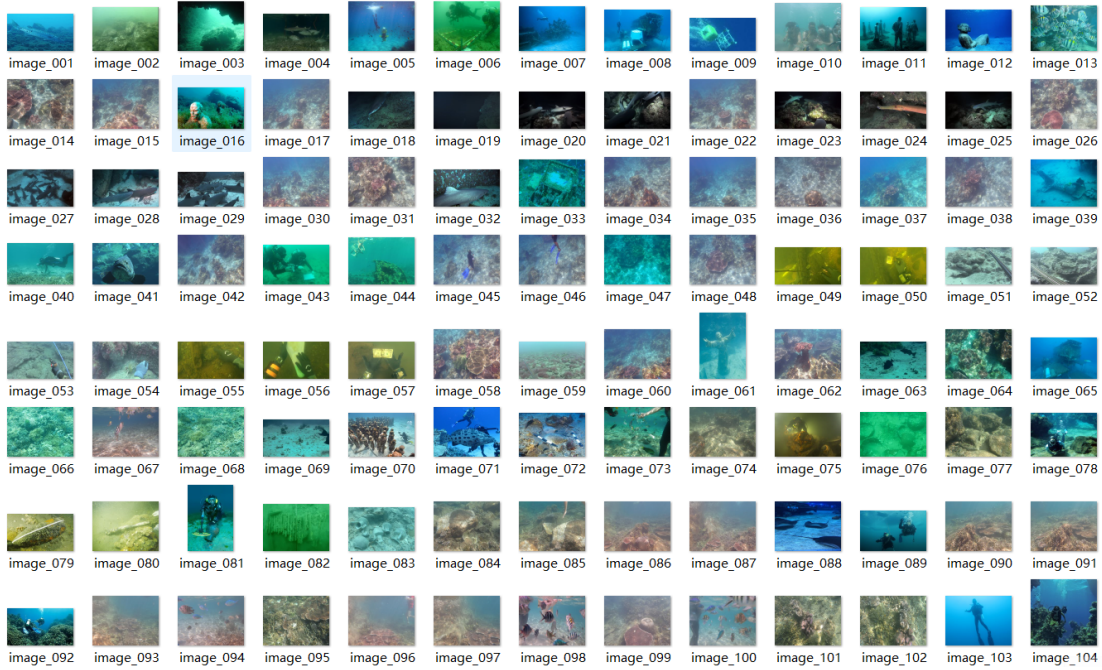 image_001 image_002 image_003 image_004 image_005 image_006 image_007 image_008 image_009 image_010 image_011 image_012 image_013
image_014 image_015 image_016 image_017 image_018 image_019 image_020 image_021 image_022 image_023 image_024 image_025 image_026
image_027 image_028 image_029 image_030 image_031 image_032 image_033 image_034 image_035 image_036 image_037 image_038 image_039
image_040 image_041 image_042 image_043 image_044 image_045 image_046 image_047 image_048 image_049 image_050 image_051 image_052
image_053 image_054 image_055 image_056 image_057 image_058 image_059 image_060 image_061 image_062 image_063 image_064 image_065
image_066 image_067 image_068 image_069 image_070 image_071 image_072 image_073 image_074 image_075 image_076 image_077 image_078
image_079 image_080 image_081 image_082 image_083 image_084 image_085 image_086 image_087 image_088 image_089 image_090 image_091
image_092 image_093 image_094 image_095 image_096 image_097 image_098 image_099 image_100 image_101 image_102 image_103 image_104